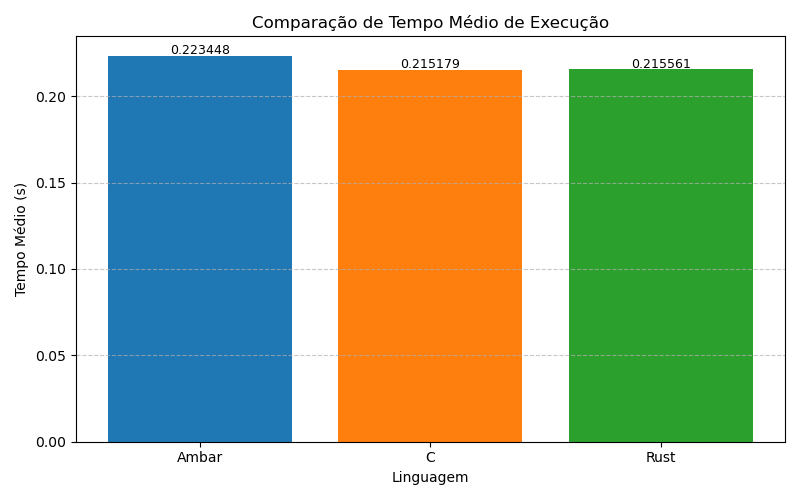 Comparação de Tempo Médio de Execução
0.223448
0.215179
0.215561
0.20
0.15
0.10
0.05
0.00
Tempo Médio (s)
Ambar
C
Rust
Linguagem